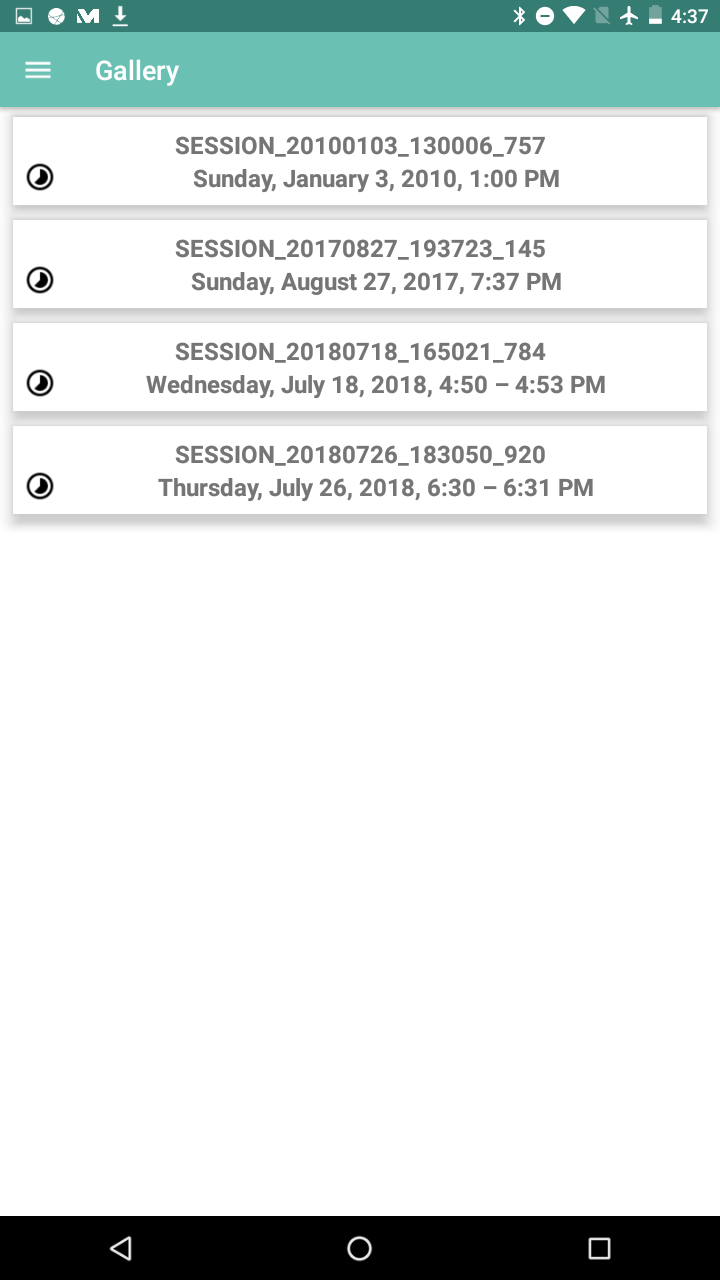 4:37
Gallery
SESSION_20100103_130006_757
Sunday, January 3, 2010, 1:00 PM
SESSION_20170827_193723_145
Sunday, August 27, 2017, 7:37 PM
SESSION_20180718_165021_784
Wednesday, July 18, 2018, 4:50 – 4:53 PM
SESSION_20180726_183050_920
Thursday, July 26, 2018, 6:30 – 6:31 PM